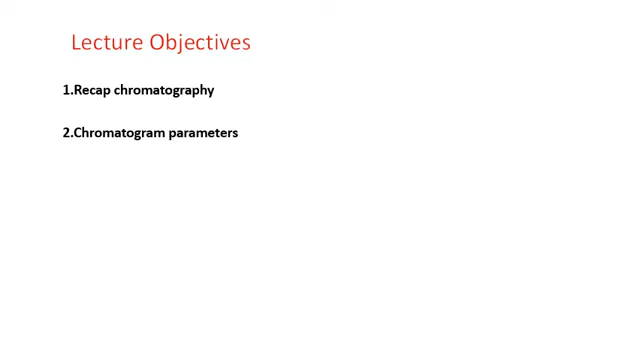 Lecture Objectives
1.Recap chromatography
2.Chromatogram parameters